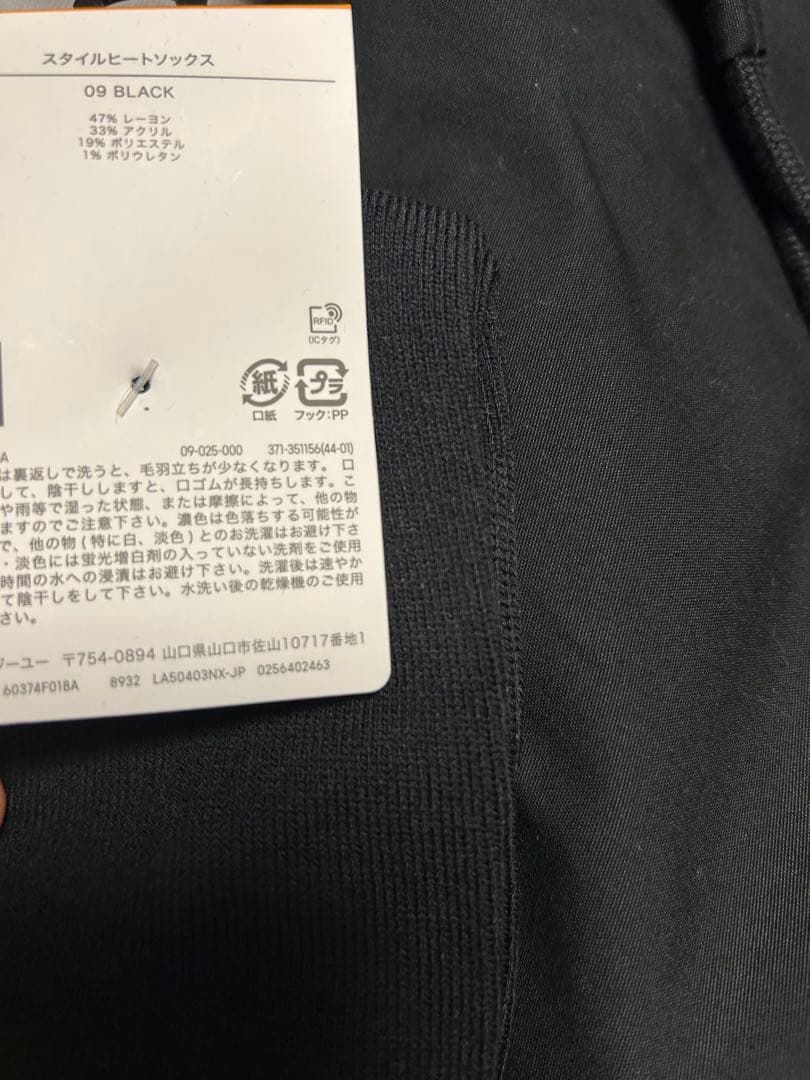 スタイルヒートソックス
09 BLACK
47% レーヨン
33% アクリル
19% ポリエステル
1% ポリウレタン
RFID
(ICタグ)
紙 プラ
口紙 フック:PP
A 09-025-000 371-351156(44-01)
は裏返しで洗うと、毛羽立ちが少なくなります。 口
して、陰干ししますと、口ゴムが長持ちします。こ
や雨等で湿った状態、または摩擦によって、他の物
ますのでご注意下さい。濃色は色落ちする可能性が
で、他の物(特に白、淡色)とのお洗濯はお避け下さ
・淡色には蛍光増白剤の入っていない洗剤をご使用
時間の水への浸漬はお避け下さい。洗濯後は速やか
て陰干しをして下さい。水洗い後の乾燥機のご使用
さい。
ジーユー 〒754-0894 山口県山口市佐山10717番地1
60374F018A 8932 LA50403NX-JP 0256402463